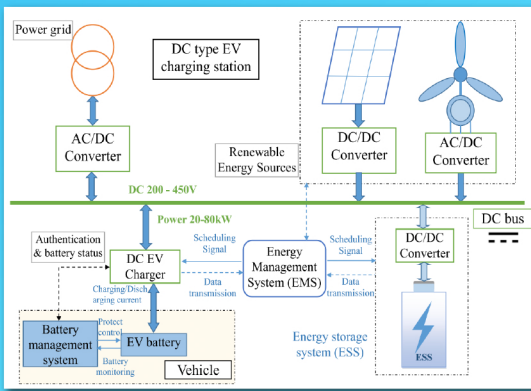 Power grid
DC type EV
charging station
AC/DC
Converter
DC/DC
Converter
AC/DC
Converter
Renewable
Energy Sources
DC 200 - 450V
Power 20-80kW
DC bus
Authentication
& battery status
DC EV
Charger
Scheduling
Signal
Data
transmission
Energy
Management
System (EMS)
Scheduling
Signal
Data
transmission
DC/DC
Converter
Charging/Disch
arging current
Battery
management
system
Protect
control
Battery
monitoring
EV battery
Vehicle
Energy storage
system (ESS)
ESS